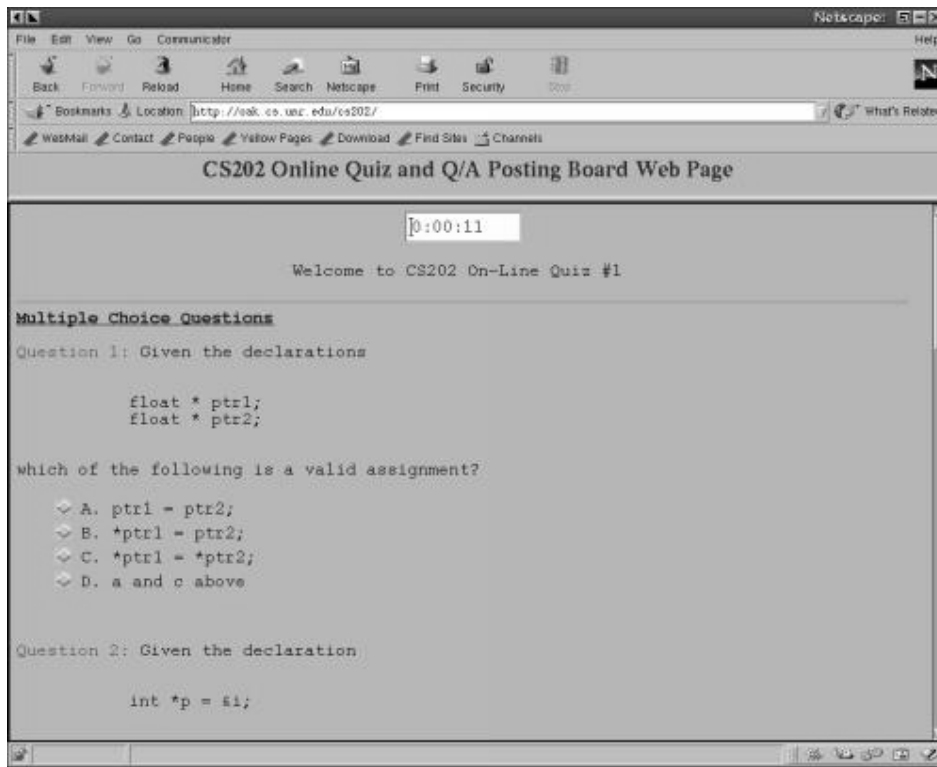 Netscape:
File Edit View Go Communicator Help
Back Forward Reload Home Search Netscape Print Security Stop
N
Bookmarks Location: http://oak.cs.unr.edu/cs202/ What's Relate
WebMail Contact People Yellow Pages Download Find Sites Channels
CS202 Online Quiz and Q/A Posting Board Web Page
0:00:11
Welcome to CS202 On-Line Quiz #1
Multiple Choice Questions
Question 1: Given the declarations
float * ptr1;
float * ptr2;
which of the following is a valid assignment?
A. ptr1 = ptr2;
B. *ptr1 = ptr2;
C. *ptr1 = *ptr2;
D. a and c above
Question 2: Given the declaration
int *p = &i;